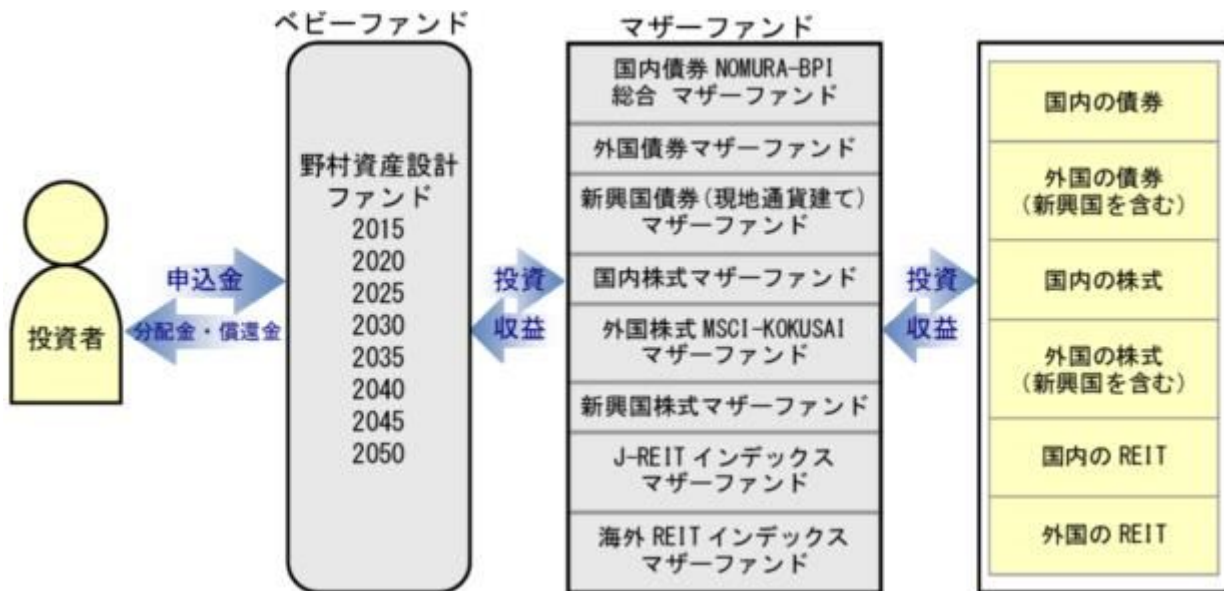 ベビーファンド
マザーファンド
投資者
申込金
分配金・償還金
野村資産設計
ファンド
2015
2020
2025
2030
2035
2040
2045
2050
投資
収益
国内債券 NOMURA-BPI
総合 マザーファンド
外国債券マザーファンド
新興国債券(現地通貨建て)
マザーファンド
国内株式マザーファンド
外国株式 MSCI-KOKUSAI
マザーファンド
新興国株式マザーファンド
J-REIT インデックス
マザーファンド
海外 REIT インデックス
マザーファンド
投資
収益
国内の債券
外国の債券
(新興国を含む)
国内の株式
外国の株式
(新興国を含む)
国内の REIT
外国の REIT